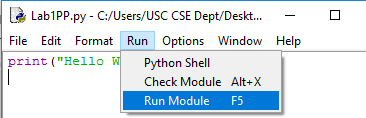 Lab1PP.py - C:/Users/USC CSE Dept/Deskt...
File Edit Format Run Options Window Help
print("Hello W
Python Shell
Check Module Alt+X
Run Module F5